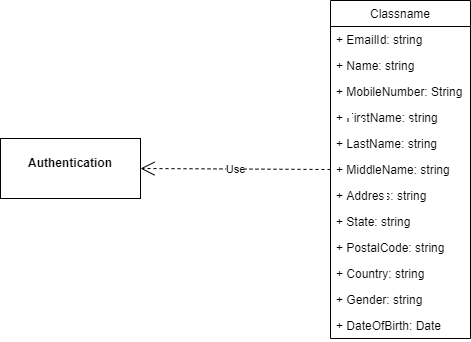 Classname
+ EmailId: string
+ Name: string
+ MobileNumber: String
+ FirstName: string
+ LastName: string
+ MiddleName: string
+ Address: string
+ State: string
+ PostalCode: string
+ Country: string
+ Gender: string
+ DateOfBirth: Date
Authentication
Use